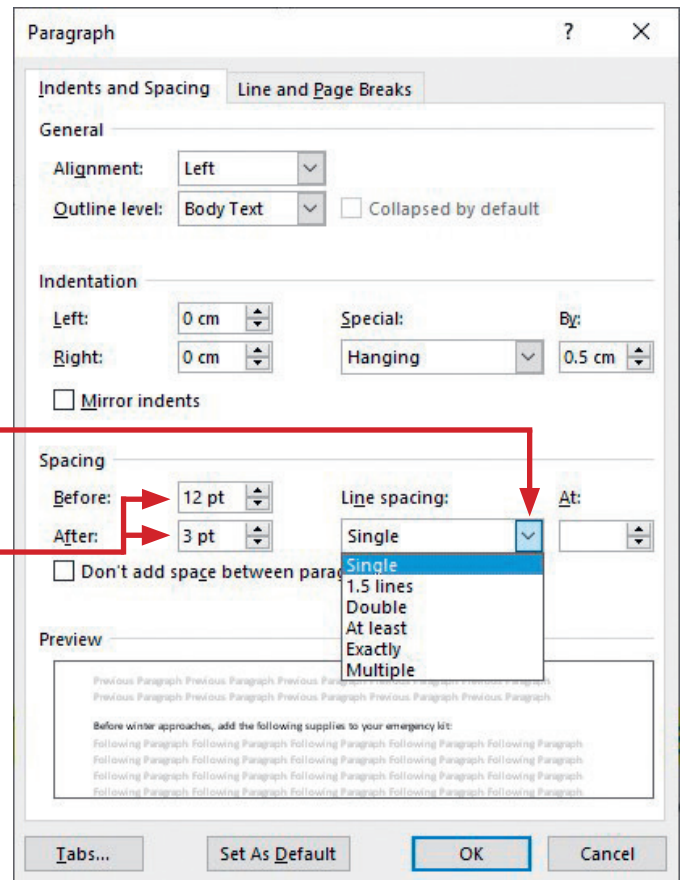 Paragraph ? ×
Indents and Spacing Line and Page Breaks
General
Alignment: Left
Outline level: Body Text Collapsed by default
Indentation
Left: 0 cm Special: By:
Right: 0 cm Hanging 0.5 cm
Mirror indents
Spacing
Before: 12 pt Line spacing: At:
After: 3 pt Single
Don't add space between parag
Single
1.5 lines
Double
At least
Exactly
Multiple
Preview
Previous Paragraph Previous Paragraph Previous
Previous Paragraph Previous Paragraph Previous Paragraph Previous Paragraph Previous Paragraph
Before winter approaches, add the following supplies to your emergency kit:
Following Paragraph Following Paragraph Following Paragraph Following Paragraph Following Paragraph
Following Paragraph Following Paragraph Following Paragraph Following Paragraph Following Paragraph
Following Paragraph Following Paragraph Following Paragraph Following Paragraph Following Paragraph
Following Paragraph Following Paragraph Following Paragraph Following Paragraph Following Paragraph
Tabs... Set As Default OK Cancel